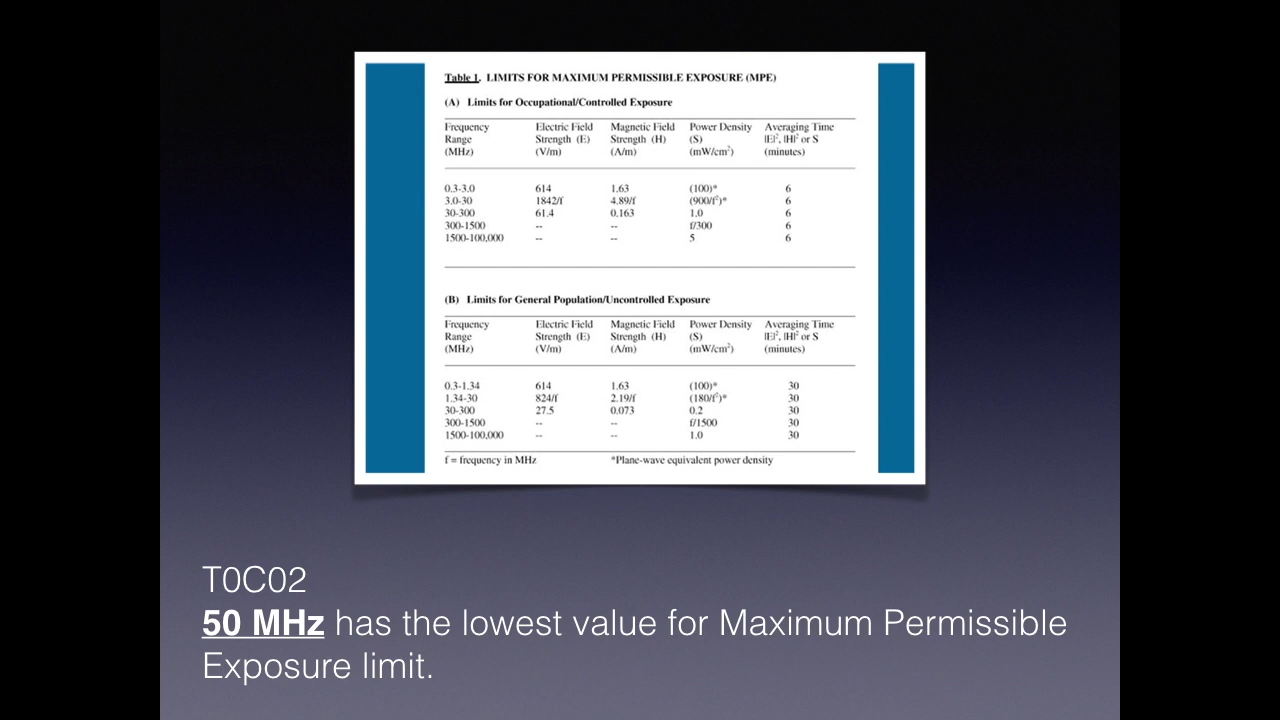 Table 1. LIMITS FOR MAXIMUM PERMISSIBLE EXPOSURE (MPE)
(A) Limits for Occupational/Controlled Exposure
Frequency Electric Field Magnetic Field Power Density Averaging Time
Range Strength (E) Strength (H) (S) |E|², |H|² or S
(MHz) (V/m) (A/m) (mW/cm²) (minutes)
0.3-3.0 614 1.63 (100)* 6
3.0-30 1842/f 4.89/f (900/f²)* 6
30-300 61.4 0.163 1.0 6
300-1500 -- -- f/300 6
1500-100,000 -- -- 5 6
(B) Limits for General Population/Uncontrolled Exposure
Frequency Electric Field Magnetic Field Power Density Averaging Time
Range Strength (E) Strength (H) (S) |E|², |H|² or S
(MHz) (V/m) (A/m) (mW/cm²) (minutes)
0.3-1.34 614 1.63 (100)* 30
1.34-30 824/f 2.19/f (180/f²)* 30
30-300 27.5 0.073 0.2 30
300-1500 -- -- f/1500 30
1500-100,000 -- -- 1.0 30
f = frequency in MHz *Plane-wave equivalent power density
T0C02
50 MHz has the lowest value for Maximum Permissible
Exposure limit.